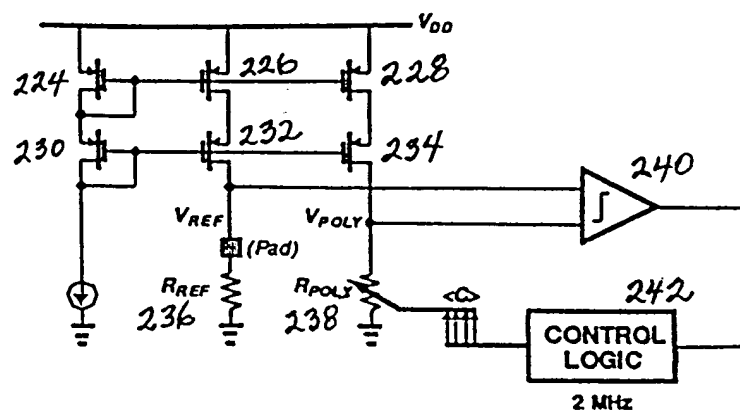 VDD
224
226
228
230
232
234
240
VREF
VPOLY
(Pad)
RREF
236
RPOLY
238
<C>
242
CONTROL
LOGIC
2 MHz